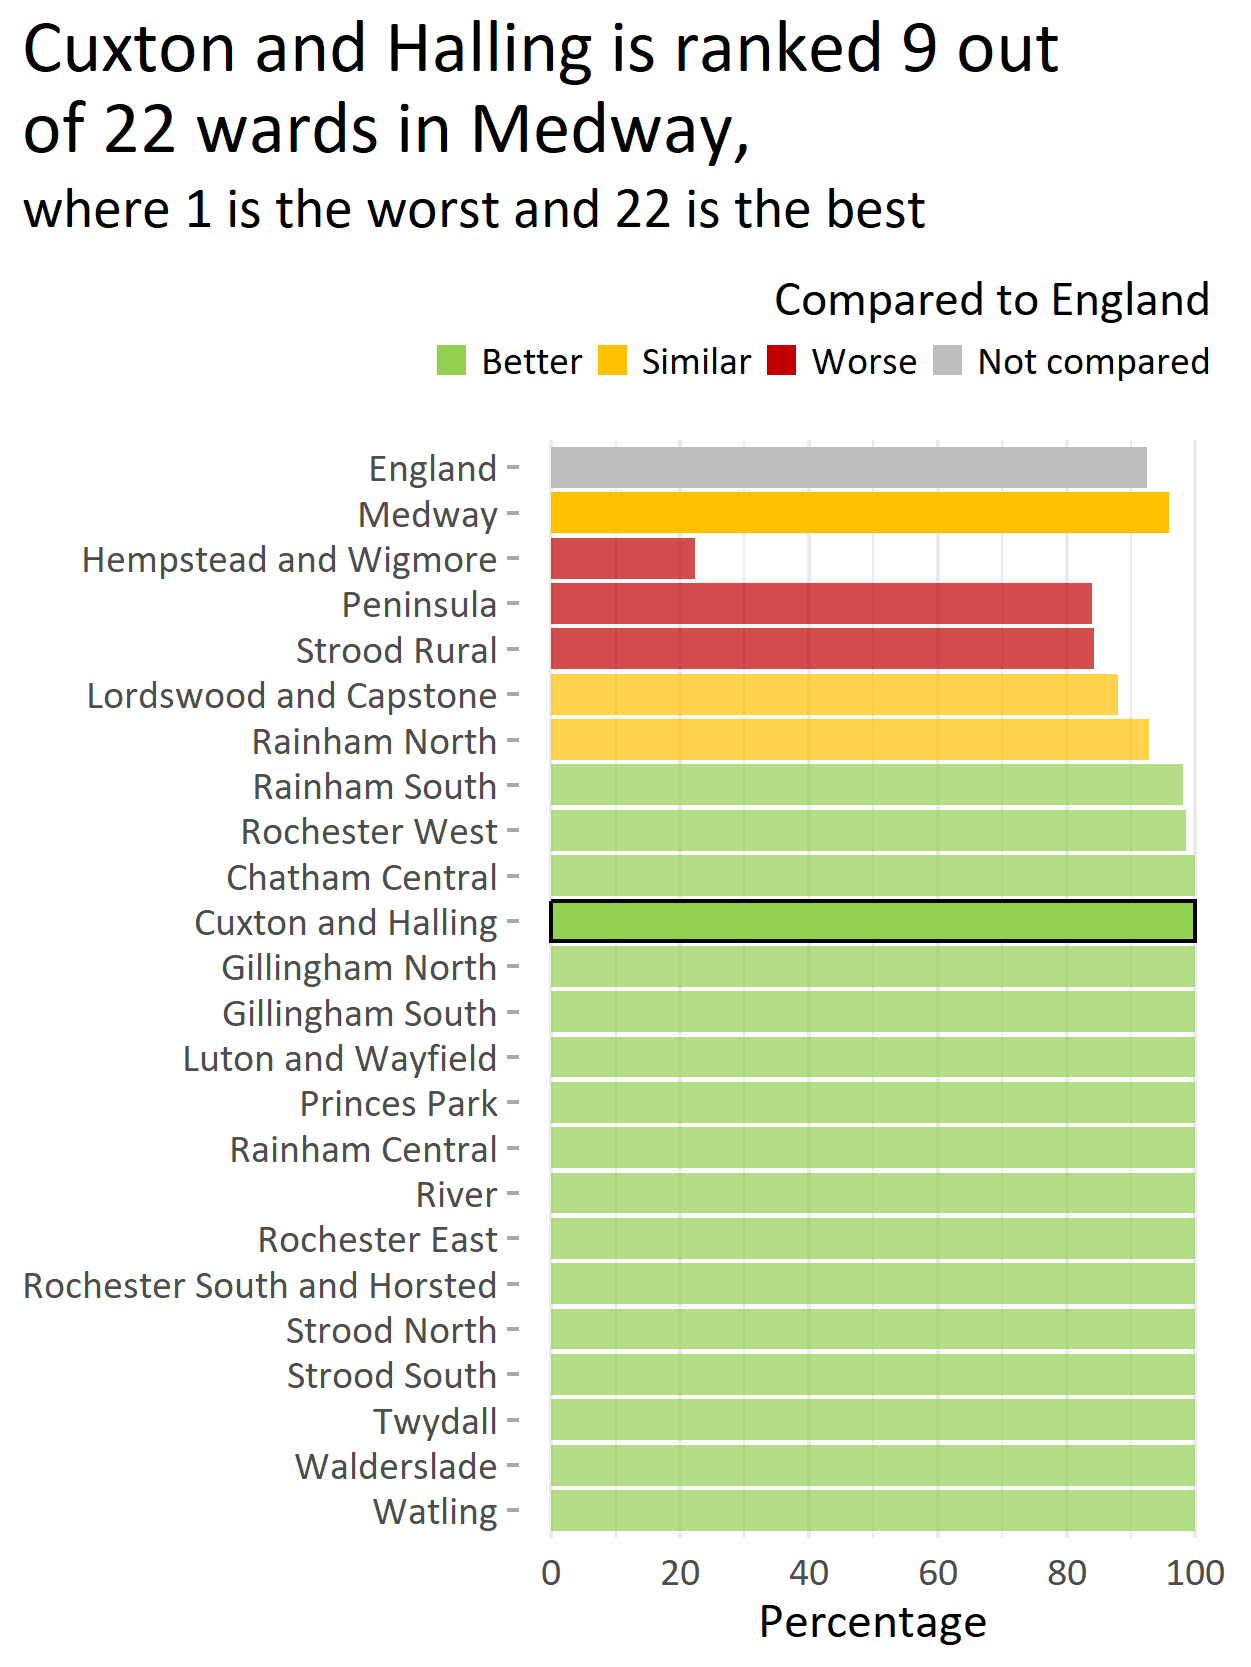 Cuxton and Halling is ranked 9 out
of 22 wards in Medway,
where 1 is the worst and 22 is the best
Compared to England
Better Similar Worse Not compared
England
Medway
Hempstead and Wigmore
Peninsula
Strood Rural
Lordswood and Capstone
Rainham North
Rainham South
Rochester West
Chatham Central
Cuxton and Halling
Gillingham North
Gillingham South
Luton and Wayfield
Princes Park
Rainham Central
River
Rochester East
Rochester South and Horsted
Strood North
Strood South
Twydall
Walderslade
Watling
0 20 40 60 80 100
Percentage